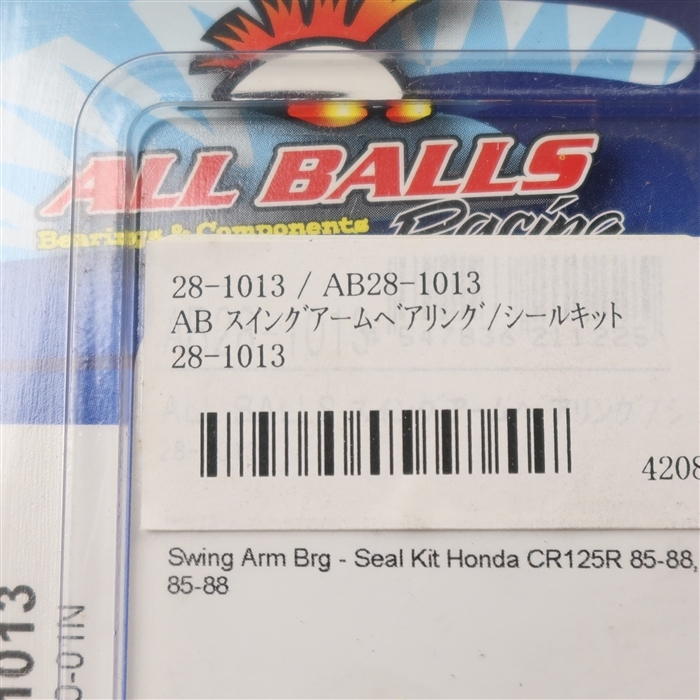 ALL BALLS
Bearings & Components
Racing
28-1013 / AB28-1013
AB スイングアームベアリング/シールキット
28-1013
4208
Swing Arm Brg - Seal Kit Honda CR125R 85-88,
85-88
1013
0-01N